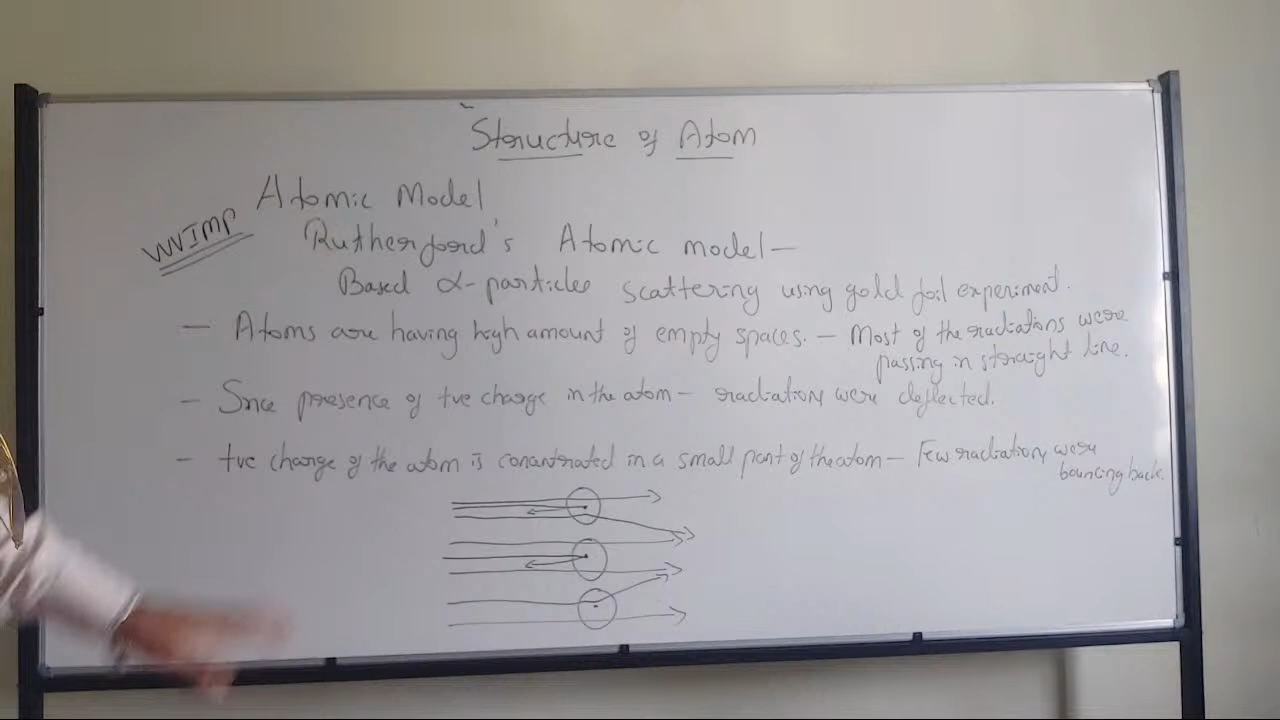 Structure of Atom
Atomic Model
VVV IMP
Rutherford's Atomic model —
Based α-particles scattering using gold foil experiment.
— Atoms are having high amount of empty spaces. — Most of the radiations were
passing in straight line.
— Since presence of +ve charge in the atom — radiation were deflected.
— +ve charge of the atom is concentrated in a small part of the atom — Few radiation were
bouncing back.